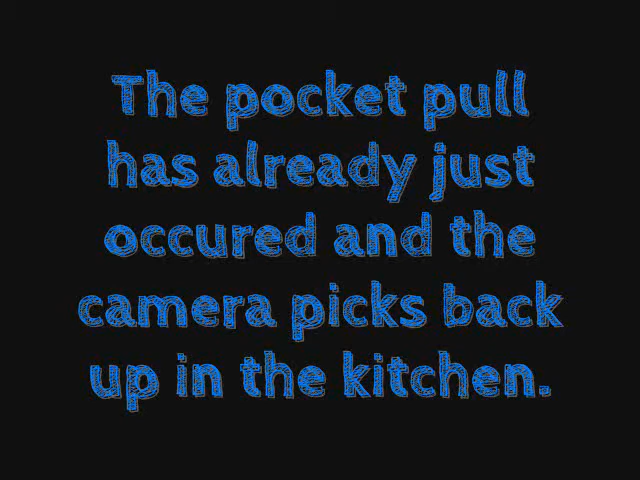 The pocket pull
has already just
occured and the
camera picks back
up in the kitchen.